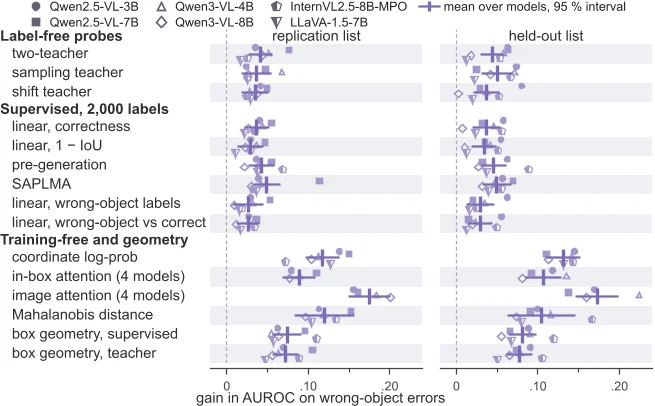 Qwen2.5-VL-3B Qwen3-VL-4B InternVL2.5-8B-MPO mean over models, 95 % interval
Qwen2.5-VL-7B Qwen3-VL-8B LLaVA-1.5-7B
Label-free probes replication list held-out list
two-teacher
sampling teacher
shift teacher
Supervised, 2,000 labels
linear, correctness
linear, 1 − IoU
pre-generation
SAPLMA
linear, wrong-object labels
linear, wrong-object vs correct
Training-free and geometry
coordinate log-prob
in-box attention (4 models)
image attention (4 models)
Mahalanobis distance
box geometry, supervised
box geometry, teacher
0 .10 .20 0 .10 .20
gain in AUROC on wrong-object errors